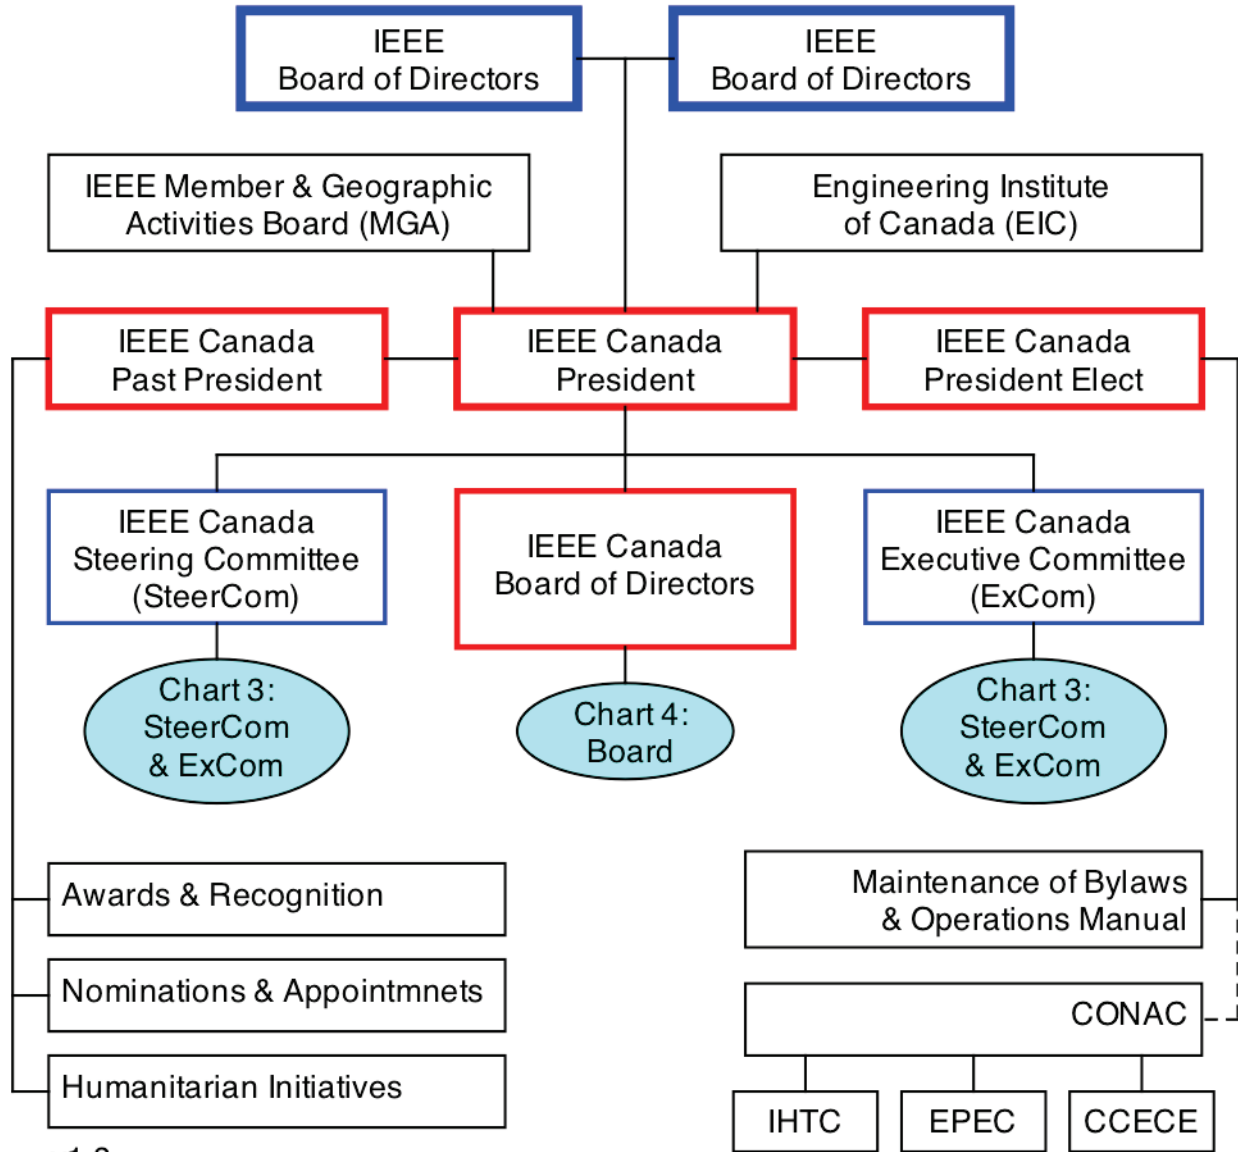 IEEE
Board of Directors
IEEE
Board of Directors
IEEE Member & Geographic
Activities Board (MGA)
Engineering Institute
of Canada (EIC)
IEEE Canada
Past President
IEEE Canada
President
IEEE Canada
President Elect
IEEE Canada
Steering Committee
(SteerCom)
IEEE Canada
Board of Directors
IEEE Canada
Executive Committee
(ExCom)
Chart 3:
SteerCom
& ExCom
Chart 4:
Board
Chart 3:
SteerCom
& ExCom
Awards & Recognition
Nominations & Appointmnets
Humanitarian Initiatives
Maintenance of Bylaws
& Operations Manual
CONAC
IHTC
EPEC
CCECE